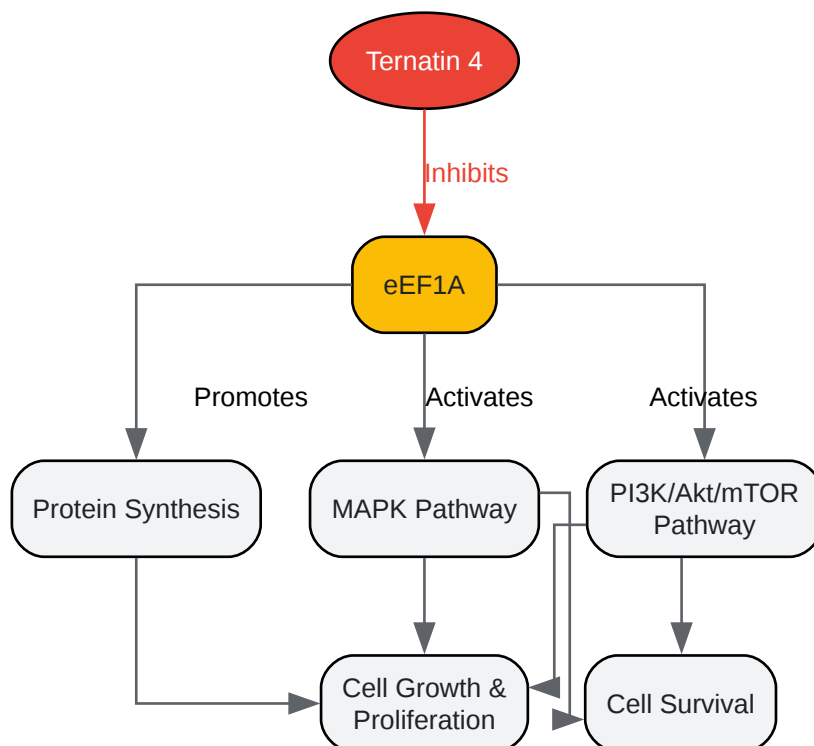 Ternatin 4
Inhibits
eEF1A
Promotes
Activates
Activates
Protein Synthesis
MAPK Pathway
PI3K/Akt/mTOR
Pathway
Cell Growth &
Proliferation
Cell Survival